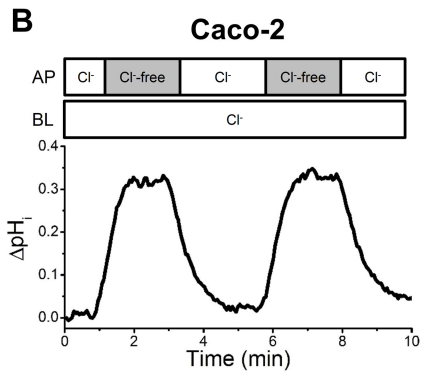 B
Caco-2
AP Cl⁻ Cl⁻-free Cl⁻ Cl⁻-free Cl⁻
BL Cl⁻
0.4
0.3
0.2
0.1
0.0
ΔpHᵢ
0 2 4 6 8 10
Time (min)